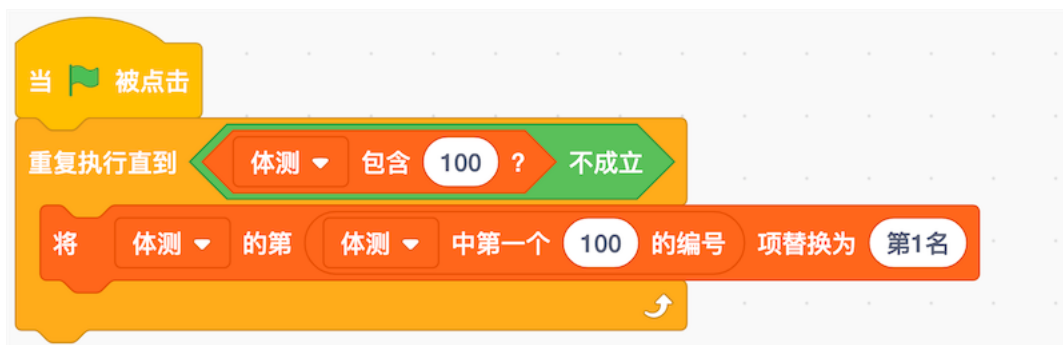 当 被点击
重复执行直到 体测 包含 100 ? 不成立
将 体测 的第 体测 中第一个 100 的编号 项替换为 第1名